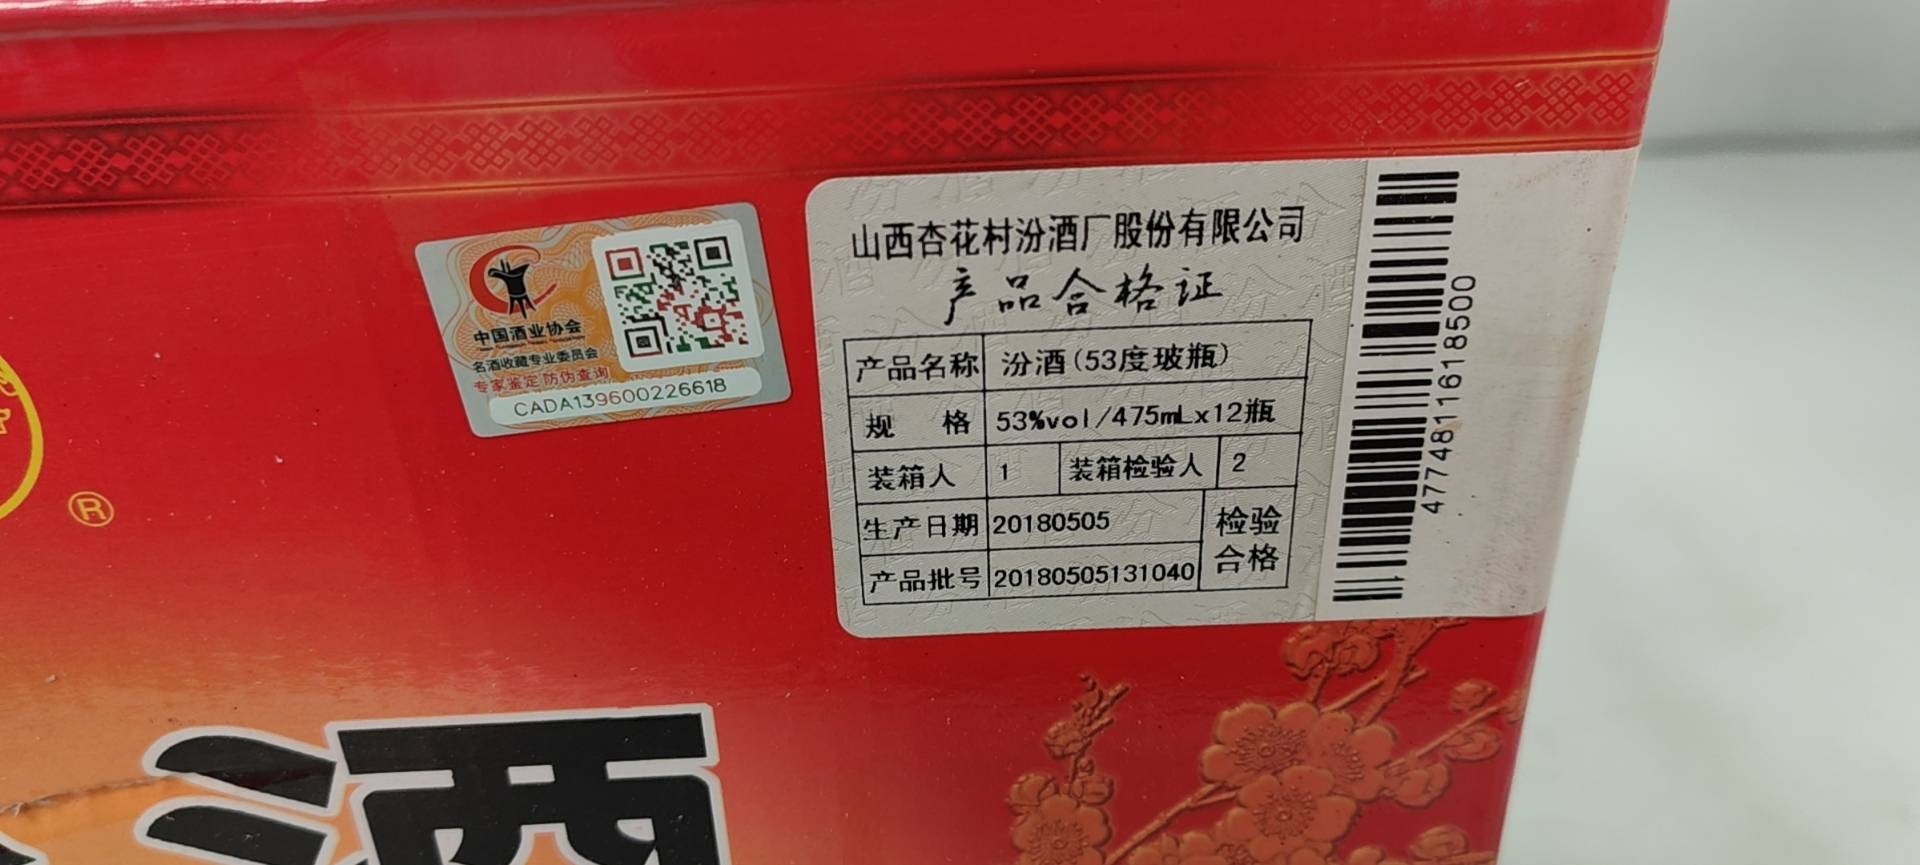 中国酒业协会
名酒收藏专业委员会
专家鉴定 防伪查询
CADA139600226618
山西杏花村汾酒厂股份有限公司
产品合格证
产品名称 汾酒(53度玻瓶)
规 格 53%vol/475mLx12瓶
装箱人 1 装箱检验人 2
生产日期 20180505 检验合格
产品批号 20180505131040
4774811618500
®
酒